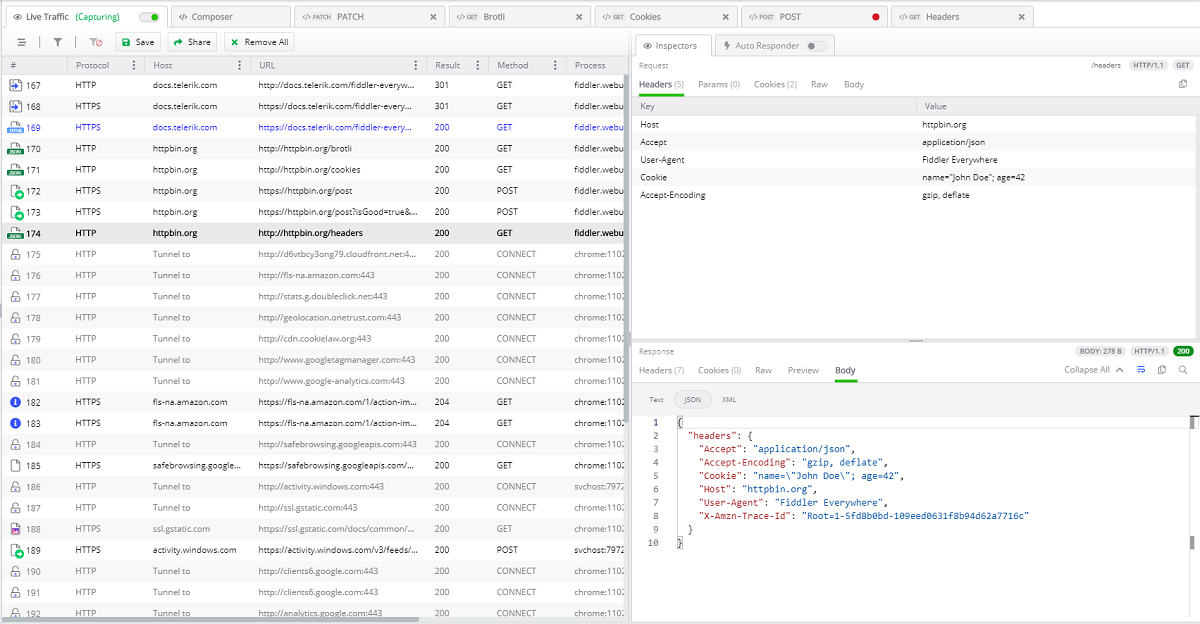 Live Traffic (Capturing) </> Composer </> PATCH PATCH × </> GET Brotli × </> GET Cookies × </> POST POST </> GET Headers ×
Save Share Remove All
# Protocol Host URL Result Method Process
167 HTTP docs.telerik.com http://docs.telerik.com/fiddler-everyw... 301 GET fiddler.webu
168 HTTPS docs.telerik.com https://docs.telerik.com/fiddler-every... 301 GET fiddler.webu
169 HTTPS docs.telerik.com https://docs.telerik.com/fiddler-every... 200 GET fiddler.webu
170 HTTP httpbin.org http://httpbin.org/brotli 200 GET fiddler.webu
171 HTTP httpbin.org http://httpbin.org/cookies 200 GET fiddler.webu
172 HTTPS httpbin.org https://httpbin.org/post 200 POST fiddler.webu
173 HTTPS httpbin.org https://httpbin.org/post?isGood=true&... 200 POST fiddler.webu
174 HTTP httpbin.org http://httpbin.org/headers 200 GET fiddler.webu
175 HTTP Tunnel to http://d6vtbcy3ong79.cloudfront.net:4... 200 CONNECT chrome:1102
176 HTTP Tunnel to http://fls-na.amazon.com:443 200 CONNECT chrome:1102
177 HTTP Tunnel to http://stats.g.doubleclick.net:443 200 CONNECT chrome:1102
178 HTTP Tunnel to http://geolocation.onetrust.com:443 200 CONNECT chrome:1102
179 HTTP Tunnel to http://cdn.cookielaw.org:443 200 CONNECT chrome:1102
180 HTTP Tunnel to http://www.googletagmanager.com:443 200 CONNECT chrome:1102
181 HTTP Tunnel to http://www.google-analytics.com:443 200 CONNECT chrome:1102
182 HTTPS fls-na.amazon.com https://fls-na.amazon.com/1/action-im... 204 GET chrome:1102
183 HTTPS fls-na.amazon.com https://fls-na.amazon.com/1/action-im... 204 GET chrome:1102
184 HTTP Tunnel to http://safebrowsing.googleapis.com:443 200 CONNECT chrome:1102
185 HTTPS safebrowsing.google... https://safebrowsing.googleapis.com/... 200 GET chrome:1102
186 HTTP Tunnel to http://activity.windows.com:443 200 CONNECT svchost:7972
187 HTTP Tunnel to http://ssl.gstatic.com:443 200 CONNECT chrome:1102
188 HTTPS ssl.gstatic.com https://ssl.gstatic.com/docs/common/... 200 GET chrome:1102
189 HTTPS activity.windows.com https://activity.windows.com/v3/feeds/... 200 POST svchost:7972
190 HTTP Tunnel to http://clients6.google.com:443 200 CONNECT chrome:1102
191 HTTP Tunnel to http://clients6.google.com:443 200 CONNECT chrome:1102
192 HTTP Tunnel to http://analytics.google.com:443 200 CONNECT chrome:1102
Inspectors Auto Responder
Request /headers HTTP/1.1 GET
Headers (5) Params (0) Cookies (2) Raw Body
Key Value
Host httpbin.org
Accept application/json
User-Agent Fiddler Everywhere
Cookie name="John Doe"; age=42
Accept-Encoding gzip, deflate
Response BODY: 278 B HTTP/1.1 200
Headers (7) Cookies (0) Raw Preview Body Collapse All
Text JSON XML
1 {
2 "headers": {
3 "Accept": "application/json",
4 "Accept-Encoding": "gzip, deflate",
5 "Cookie": "name=\"John Doe\"; age=42",
6 "Host": "httpbin.org",
7 "User-Agent": "Fiddler Everywhere",
8 "X-Amzn-Trace-Id": "Root=1-5fd8b0bd-109eed0631f8b94d62a7716c"
9 }
10 }